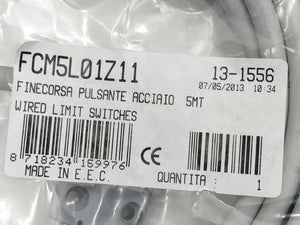 FCM5L01Z11
13-1556
07/05/2013 10:34
FINECORSA PULSANTE ACCIAIO 5MT
WIRED LIMIT SWITCHES
8 718234 159976
CE
MADE IN E.E.C.
QUANTITA : 1